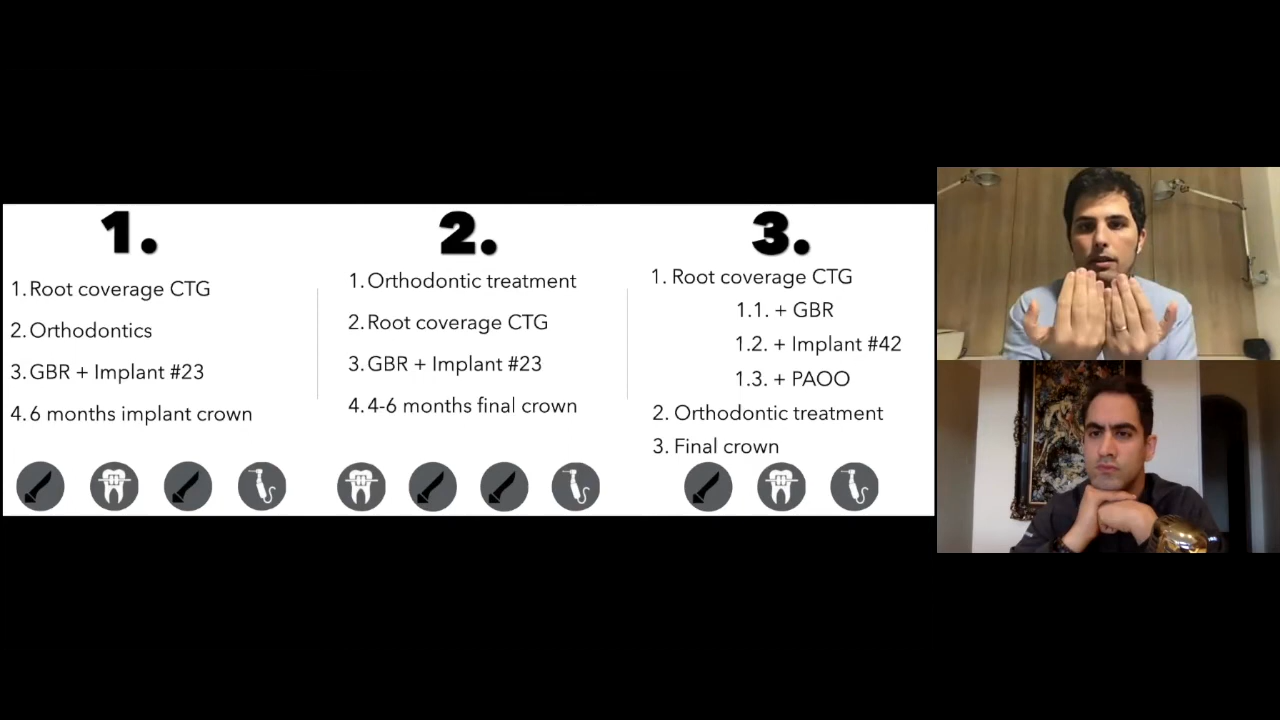 1.
1. Root coverage CTG
2. Orthodontics
3. GBR + Implant #23
4. 6 months implant crown
2.
1. Orthodontic treatment
2. Root coverage CTG
3. GBR + Implant #23
4. 4-6 months final crown
3.
1. Root coverage CTG
1.1. + GBR
1.2. + Implant #42
1.3. + PAOO
2. Orthodontic treatment
3. Final crown